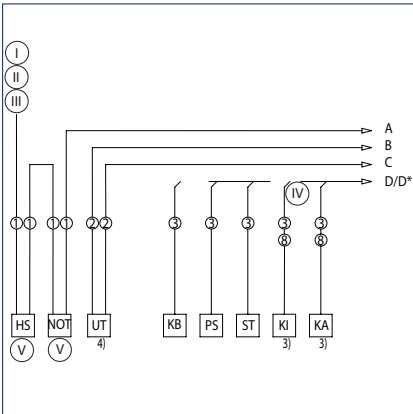 I
II
III
A
B
C
D/D*
IV
1 1 1 1 2 2 3 3 3 3 3
8 8
HS NOT UT KB PS ST KI KA
V V 4) 3) 3)